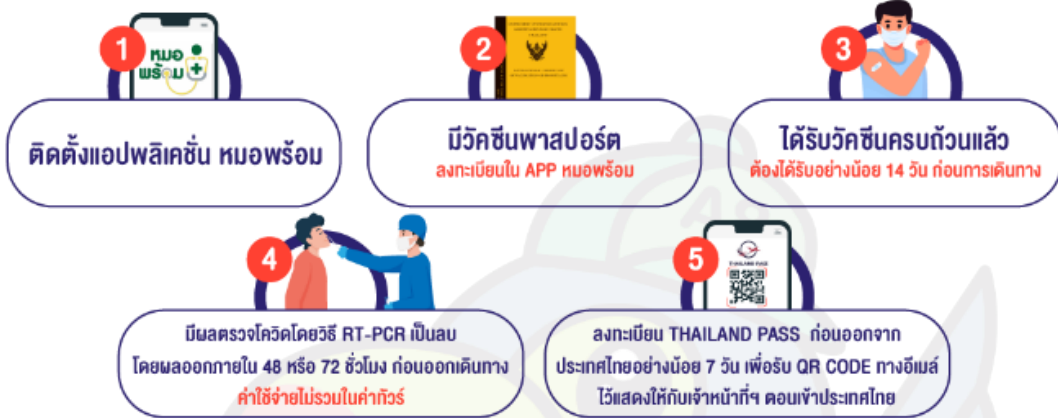 1
หมอ
พร้อม
ติดตั้งแอปพลิเคชั่น หมอพร้อม
2
มีวัคซีนพาสปอร์ต
ลงทะเบียนใน APP หมอพร้อม
3
ได้รับวัคซีนครบถ้วนแล้ว
ต้องได้รับอย่างน้อย 14 วัน ก่อนการเดินทาง
4
มีผลตรวจโควิดโดยวิธี RT-PCR เป็นลบ
โดยผลออกภายใน 48 หรือ 72 ชั่วโมง ก่อนออกเดินทาง
ค่าใช้จ่ายไม่รวมในค่าทัวร์
5
THAILAND PASS
ลงทะเบียน THAILAND PASS ก่อนออกจาก
ประเทศไทยอย่างน้อย 7 วัน เพื่อรับ QR CODE ทางอีเมล์
ไว้แสดงให้กับเจ้าหน้าที่ฯ ตอนเข้าประเทศไทย